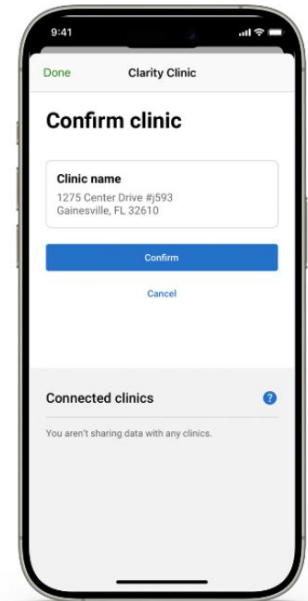 9:41
Done Clarity Clinic
Confirm clinic
Clinic name
1275 Center Drive #j593
Gainesville, FL 32610
Confirm
Cancel
Connected clinics ?
You aren't sharing data with any clinics.